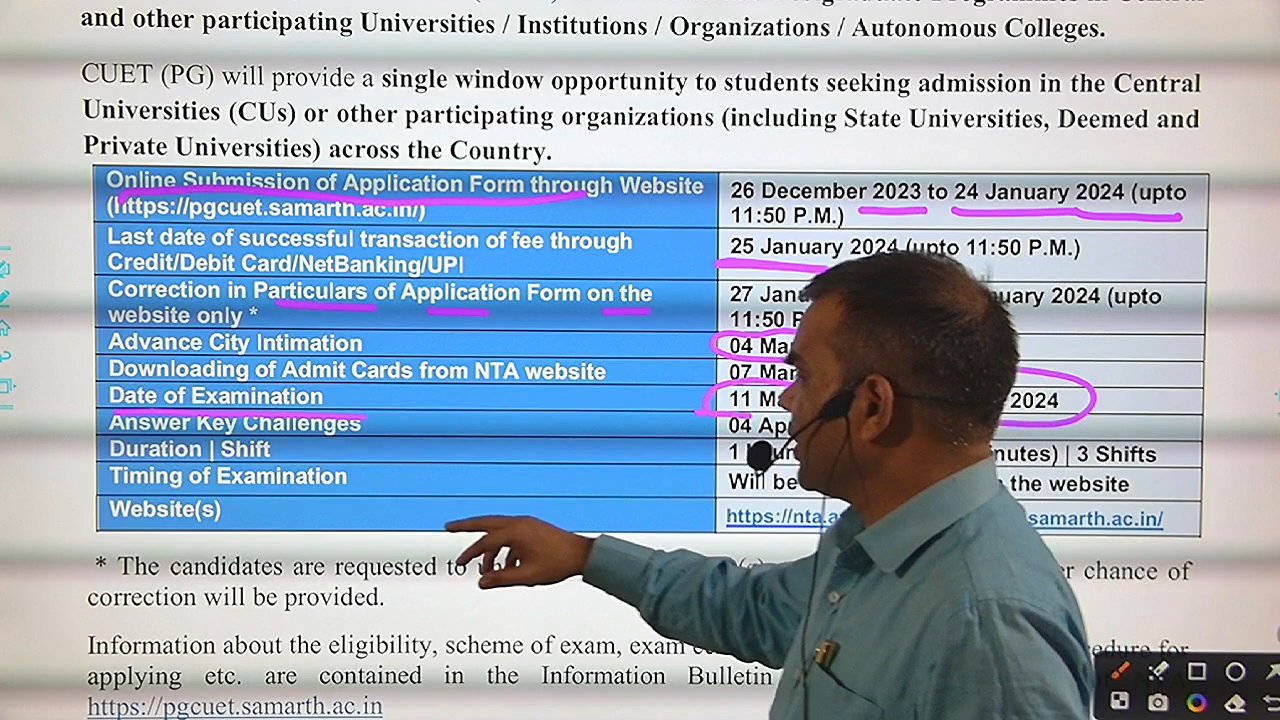 and other participating Universities / Institutions / Organizations / Autonomous Colleges.
CUET (PG) will provide a single window opportunity to students seeking admission in the Central
Universities (CUs) or other participating organizations (including State Universities, Deemed and
Private Universities) across the Country.
Online Submission of Application Form through Website
(https://pgcuet.samarth.ac.in/)
26 December 2023 to 24 January 2024 (upto
11:50 P.M.)
Last date of successful transaction of fee through
Credit/Debit Card/NetBanking/UPI
25 January 2024 (upto 11:50 P.M.)
Correction in Particulars of Application Form on the
website only *
27 2024 (upto
11:50
Advance City Intimation
04
Downloading of Admit Cards from NTA website
07
Date of Examination
11 2024
Answer Key Challenges
04
Duration | Shift
1 | 3 Shifts
Timing of Examination
Will be the website
Website(s)
https://nta.a samarth.ac.in/
* The candidates are requested to chance of
correction will be provided.
Information about the eligibility, scheme of exam, exam for
applying etc. are contained in the Information Bulletin
https://pgcuet.samarth.ac.in